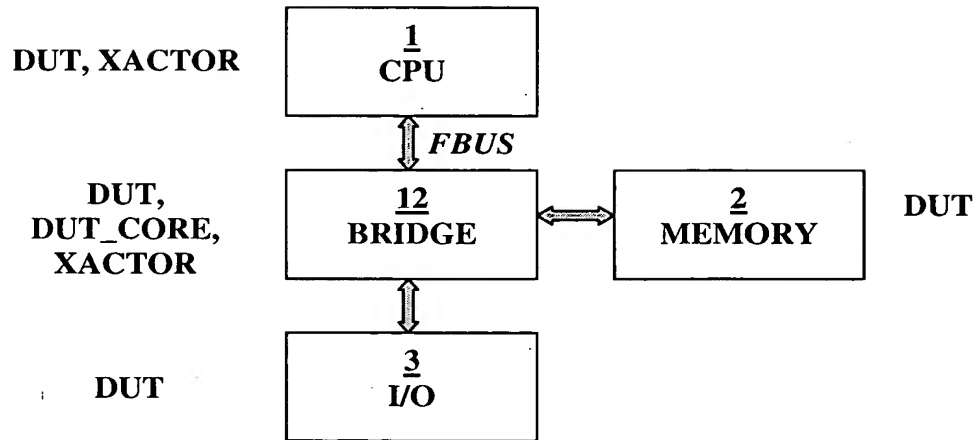 DUT, XACTOR
1
CPU
FBUS
DUT,
DUT_CORE,
XACTOR
12
BRIDGE
2
MEMORY
DUT
DUT
3
I/O